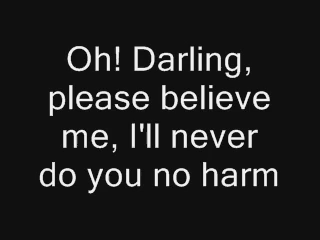 Oh! Darling,
please believe
me, I'll never
do you no harm